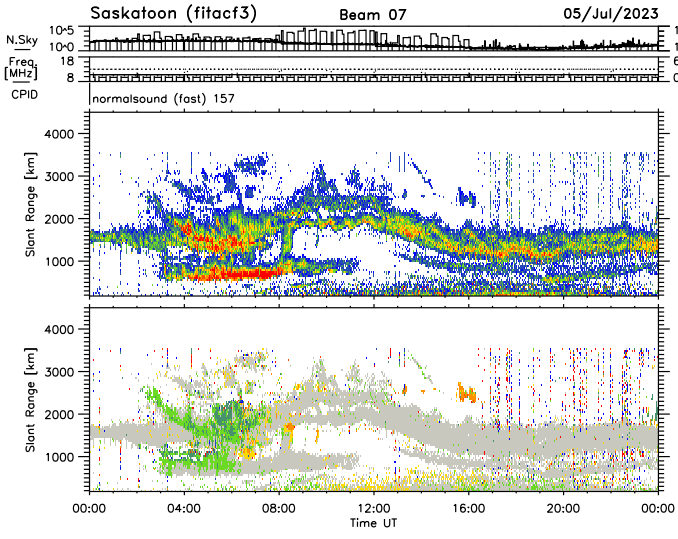 Saskatoon (fitacf3) Beam 07 05/Jul/2023
N.Sky 10^5 10^0
Freq. [MHz] 18 8
CPID normalsound (fast) 157
Slant Range [km] 4000 3000 2000 1000
Slant Range [km] 4000 3000 2000 1000
00:00 04:00 08:00 12:00 16:00 20:00 00:00
Time UT